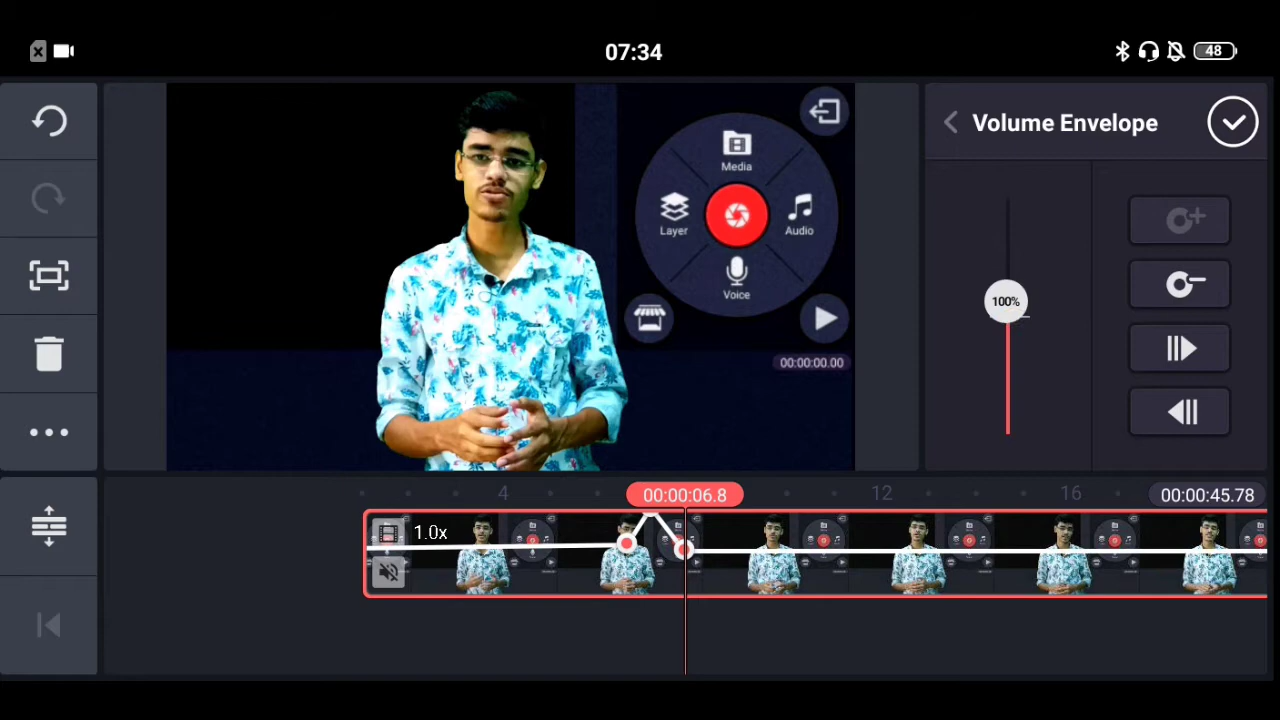 07:34
48
Volume Envelope
Media
Layer
Audio
Voice
00:00:00.00
100%
4
00:00:06.8
12
16
00:00:45.78
1.0x